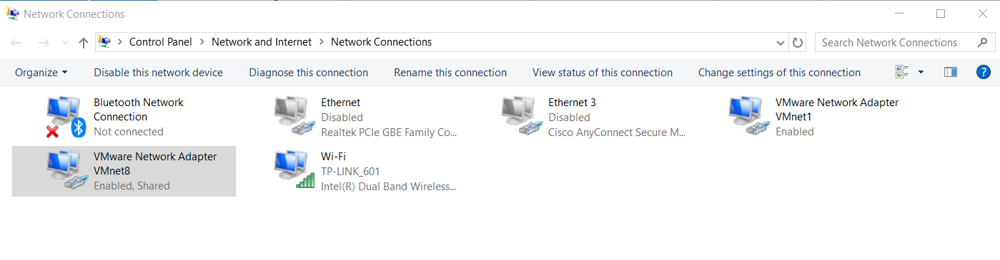 Network Connections
Control Panel > Network and Internet > Network Connections
Search Network Connections
Organize Disable this network device Diagnose this connection Rename this connection View status of this connection Change settings of this connection ?
Bluetooth Network
Connection
Not connected
Ethernet
Disabled
Realtek PCIe GBE Family Co...
Ethernet 3
Disabled
Cisco AnyConnect Secure M...
VMware Network Adapter
VMnet1
Enabled
VMware Network Adapter
VMnet8
Enabled, Shared
Wi-Fi
TP-LINK_601
Intel(R) Dual Band Wireless...